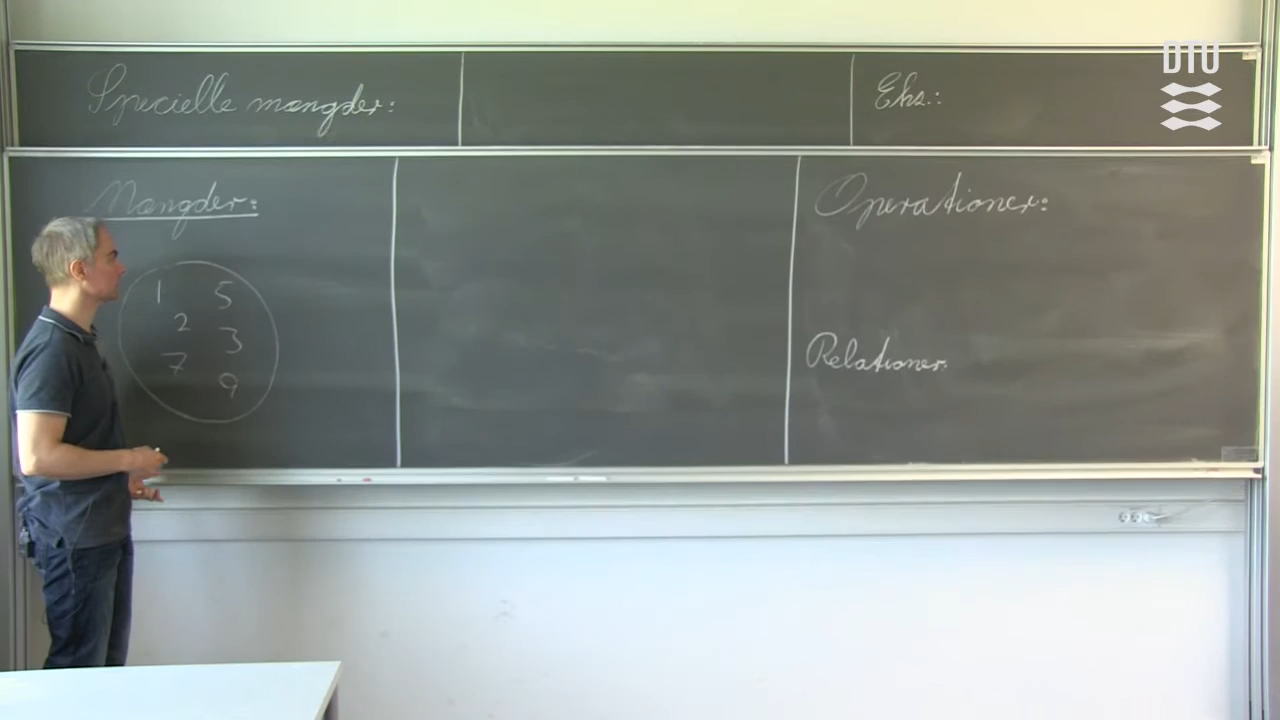 Specielle mængder:
Eks.:
DTU
Mængder:
1 5
2 3
7
9
Operationer:
Relationer: